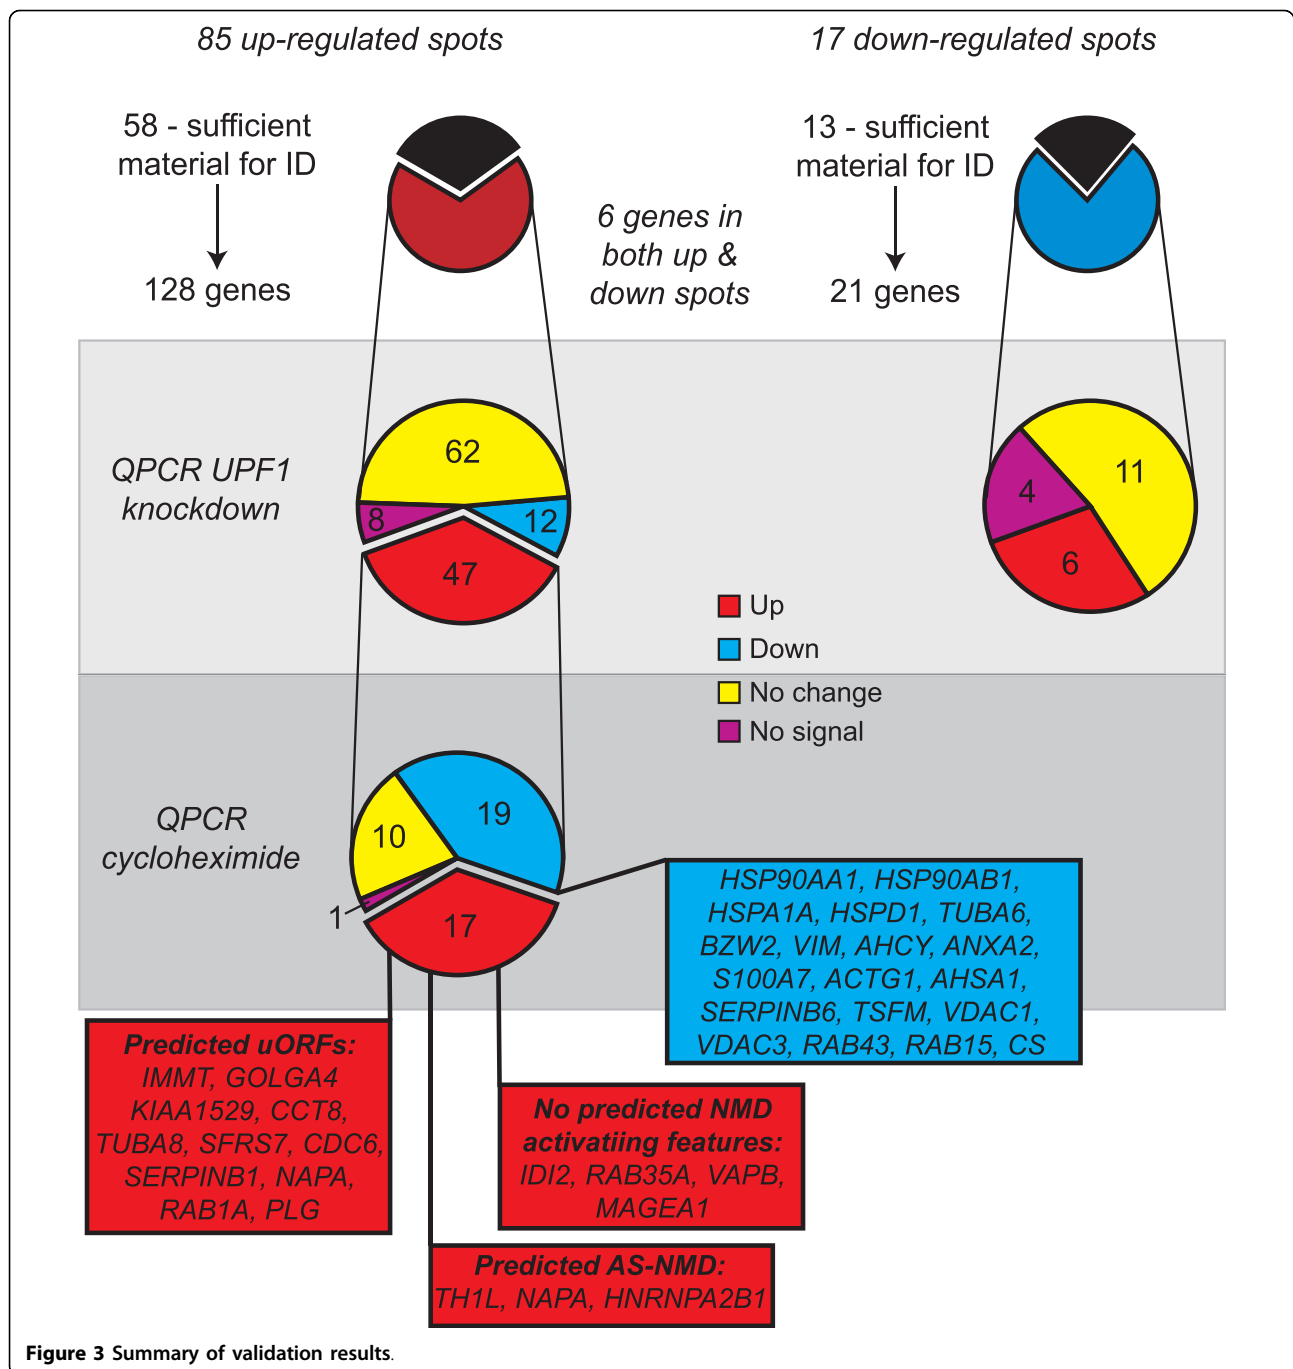 85 up-regulated spots
17 down-regulated spots
58 - sufficient
material for ID
128 genes
6 genes in
both up &
down spots
13 - sufficient
material for ID
21 genes
QPCR UPF1
knockdown
62
8
12
47
4
11
6
Up
Down
No change
No signal
QPCR
cycloheximide
10
19
1
17
HSP90AA1, HSP90AB1,
HSPA1A, HSPD1, TUBA6,
BZW2, VIM, AHCY, ANXA2,
S100A7, ACTG1, AHSA1,
SERPINB6, TSFM, VDAC1,
VDAC3, RAB43, RAB15, CS
Predicted uORFs:
IMMT, GOLGA4
KIAA1529, CCT8,
TUBA8, SFRS7, CDC6,
SERPINB1, NAPA,
RAB1A, PLG
No predicted NMD
activatiing features:
IDI2, RAB35A, VAPB,
MAGEA1
Predicted AS-NMD:
TH1L, NAPA, HNRNPA2B1
Figure 3 Summary of validation results.